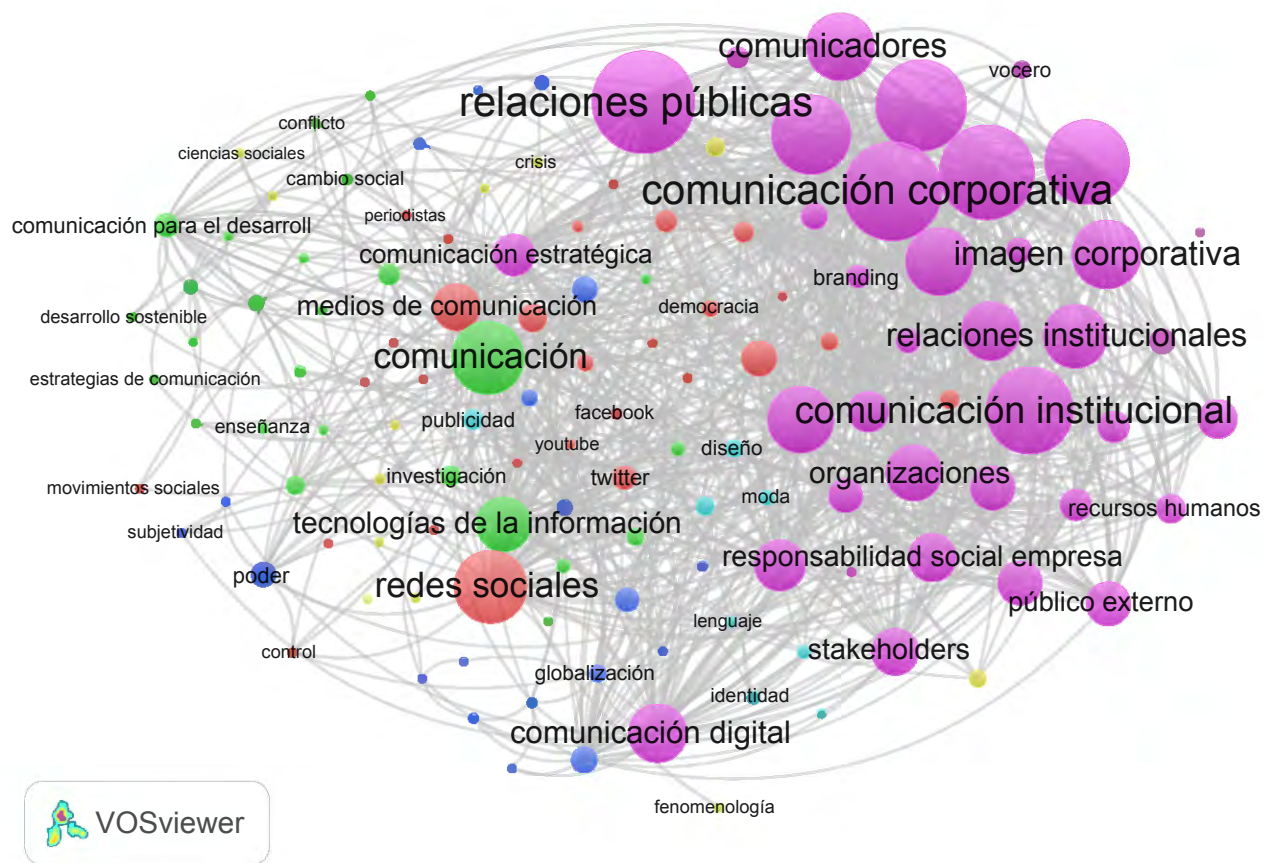 comunicadores
vocero
relaciones públicas
conflicto
ciencias sociales
crisis
cambio social
comunicación corporativa
periodistas
comunicación para el desarroll
comunicación estratégica
imagen corporativa
branding
medios de comunicación
democracia
desarrollo sostenible
relaciones institucionales
comunicación
estrategias de comunicación
facebook
comunicación institucional
publicidad
enseñanza
youtube
diseño
investigación
twitter
organizaciones
movimientos sociales
moda
recursos humanos
tecnologías de la información
subjetividad
responsabilidad social empresa
poder
redes sociales
público externo
lenguaje
control
stakeholders
globalización
identidad
comunicación digital
fenomenología
VOSviewer